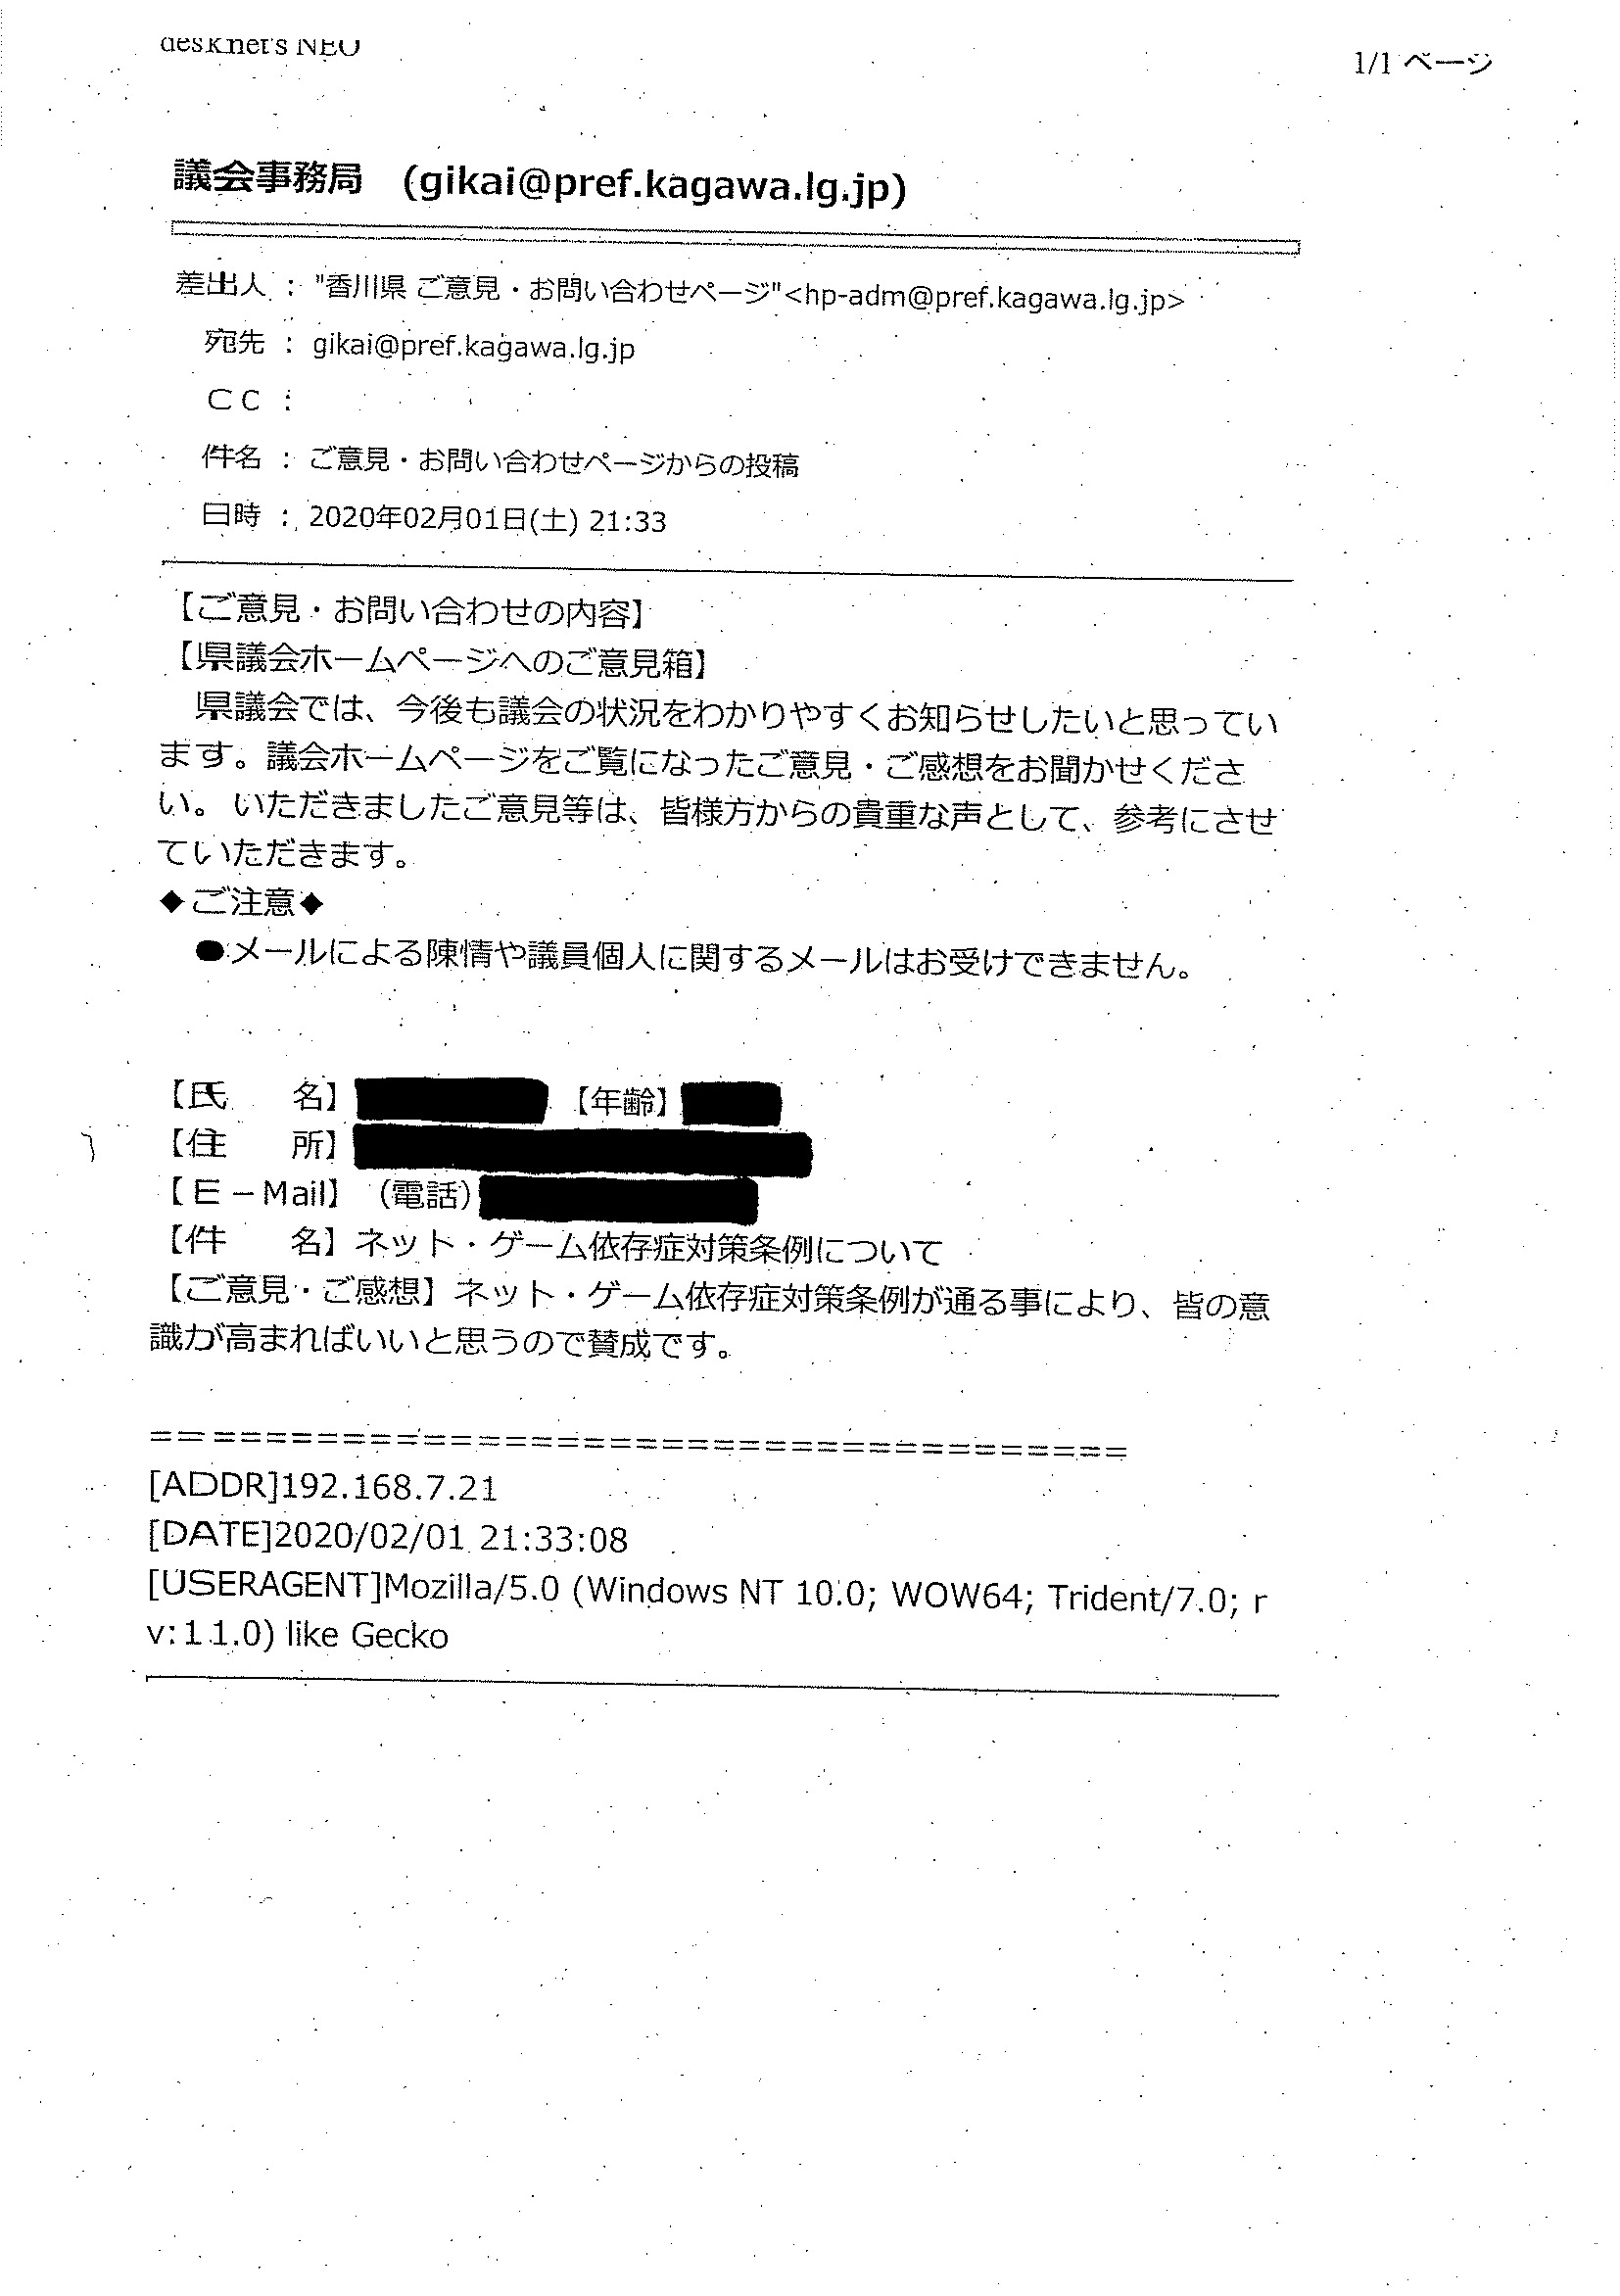 desknet's NEO
1/1 ページ
議会事務局 (gikai@pref.kagawa.lg.jp)
差出人 : "香川県 ご意見・お問い合わせページ"<hp-adm@pref.kagawa.lg.jp>
宛先 : gikai@pref.kagawa.lg.jp
ＣＣ :
件名 : ご意見・お問い合わせページからの投稿
日時 : 2020年02月01日(土) 21:33
【ご意見・お問い合わせの内容】
【県議会ホームページへのご意見箱】
県議会では、今後も議会の状況をわかりやすくお知らせしたいと思ってい
ます。議会ホームページをご覧になったご意見・ご感想をお聞かせくださ
い。いただきましたご意見等は、皆様方からの貴重な声として、参考にさせ
ていただきます。
◆ご注意◆
●メールによる陳情や議員個人に関するメールはお受けできません。
【氏　　名】 【年齢】
【住　　所】
【Ｅ－Mail】（電話）
【件　　名】ネット・ゲーム依存症対策条例について
【ご意見・ご感想】ネット・ゲーム依存症対策条例が通る事により、皆の意
識が高まればいいと思うので賛成です。
=====================================
[ADDR]192.168.7.21
[DATE]2020/02/01 21:33:08
[USERAGENT]Mozilla/5.0 (Windows NT 10.0; WOW64; Trident/7.0; r
v:11.0) like Gecko